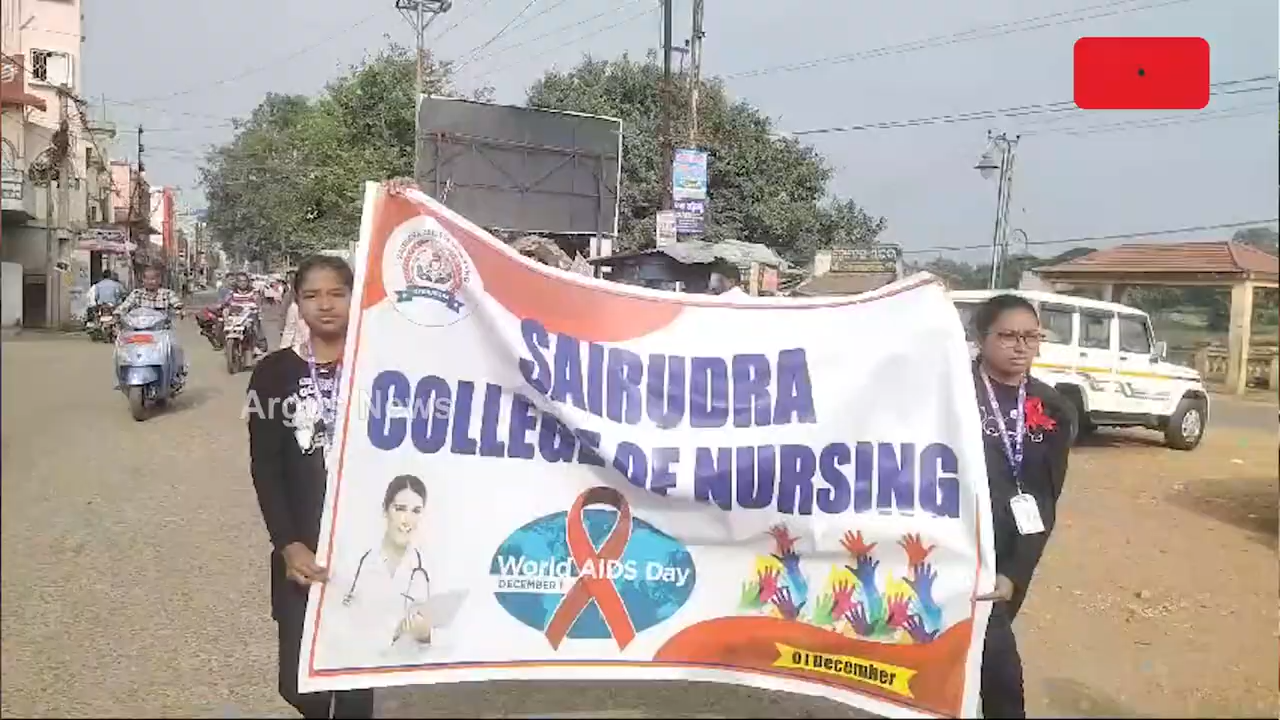 SAIRUDRA
COLLEGE OF NURSING
Argus News
World AIDS Day
DECEMBER 1
01 December